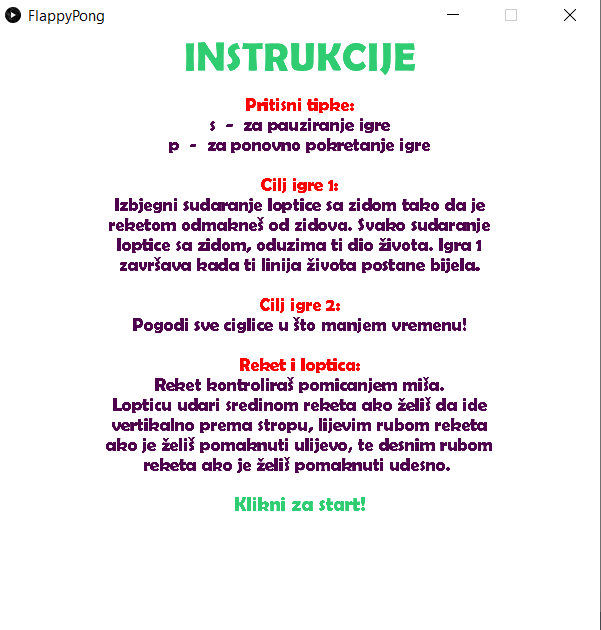 FlappyPong
INSTRUKCIJE
Pritisni tipke:
s - za pauziranje igre
p - za ponovno pokretanje igre
Cilj igre 1:
Izbjegni sudaranje loptice sa zidom tako da je
reketom odmakneš od zidova. Svako sudaranje
loptice sa zidom, oduzima ti dio života. Igra 1
završava kada ti linija života postane bijela.
Cilj igre 2:
Pogodi sve ciglice u što manjem vremenu!
Reket i loptica:
Reket kontroliraš pomicanjem miša.
Lopticu udari sredinom reketa ako želiš da ide
vertikalno prema stropu, lijevim rubom reketa
ako je želiš pomaknuti ulijevo, te desnim rubom
reketa ako je želiš pomaknuti udesno.
Klikni za start!